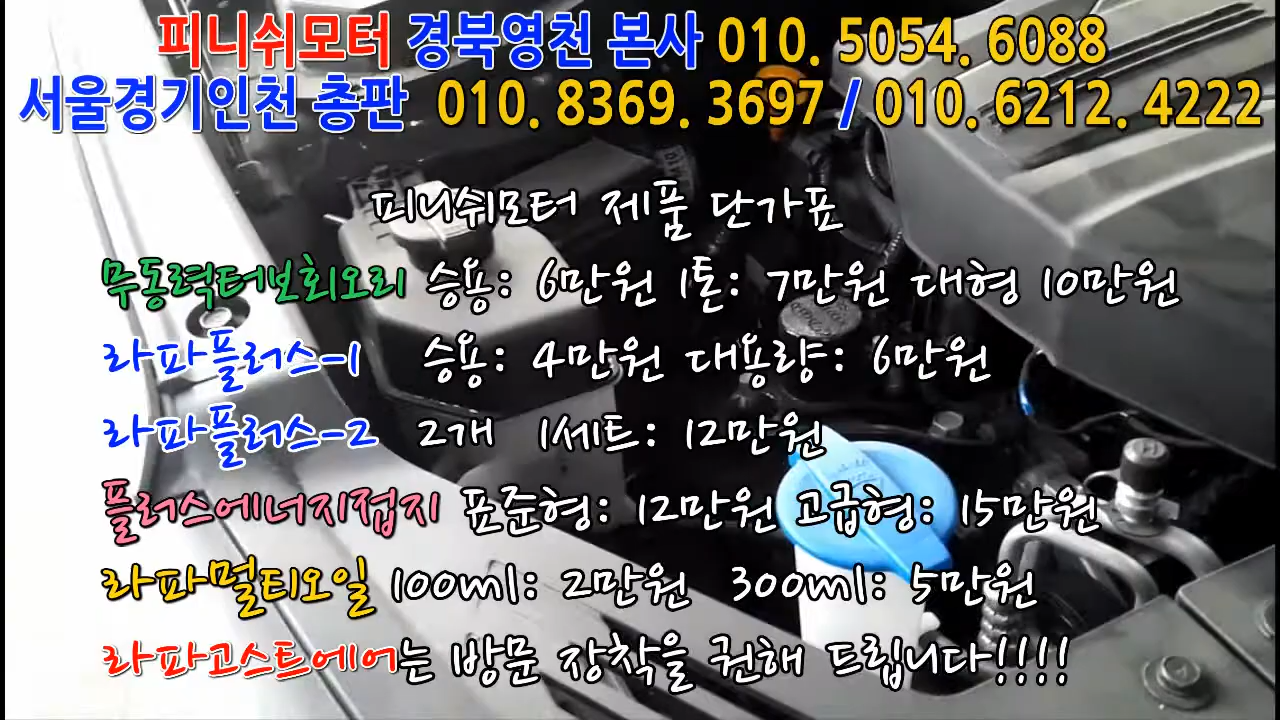 피니쉬모터 경북영천 본사 010. 5054. 6088
서울경기인천 총판 010. 8369. 3697 / 010. 6212. 4222
피니쉬모터 제품 단가표
무동력터보회오리 승용: 6만원 1톤: 7만원 대형 10만원
라파플러스-1 승용: 4만원 대용량: 6만원
라파플러스-2 2개 1세트: 12만원
플러스에너지접지 표준형: 12만원 고급형: 15만원
라파멀티오일 100ml: 2만원 300ml: 5만원
라파고스트에어는 방문 장착을 권해 드립니다!!!!